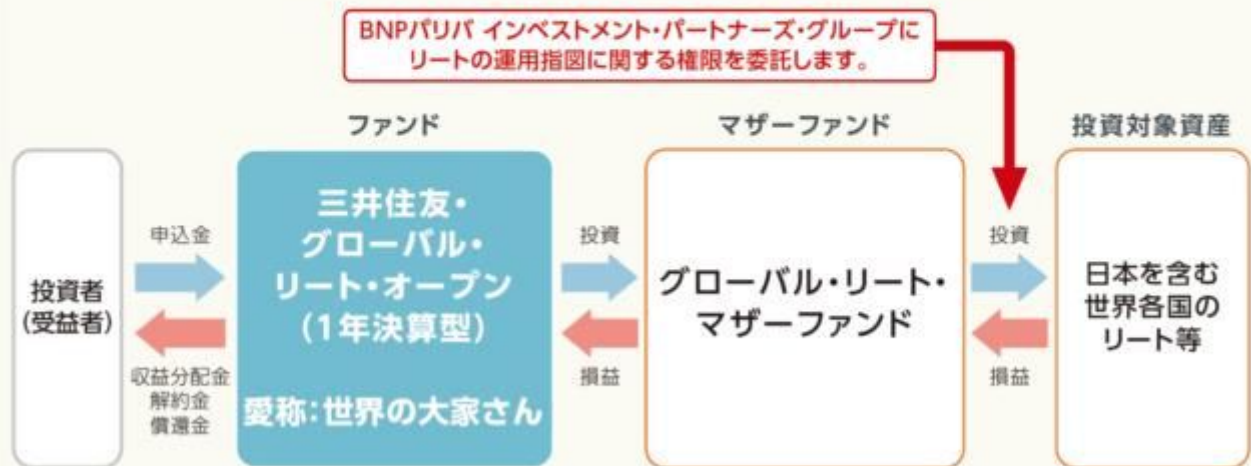 BNPパリバ インベストメント・パートナーズ・グループに
リートの運用指図に関する権限を委託します。
ファンド
マザーファンド
投資対象資産
投資者
(受益者)
申込金
収益分配金
解約金
償還金
三井住友・
グローバル・
リート・オープン
(1年決算型)
愛称:世界の大家さん
投資
損益
グローバル・リート・
マザーファンド
投資
損益
日本を含む
世界各国の
リート等